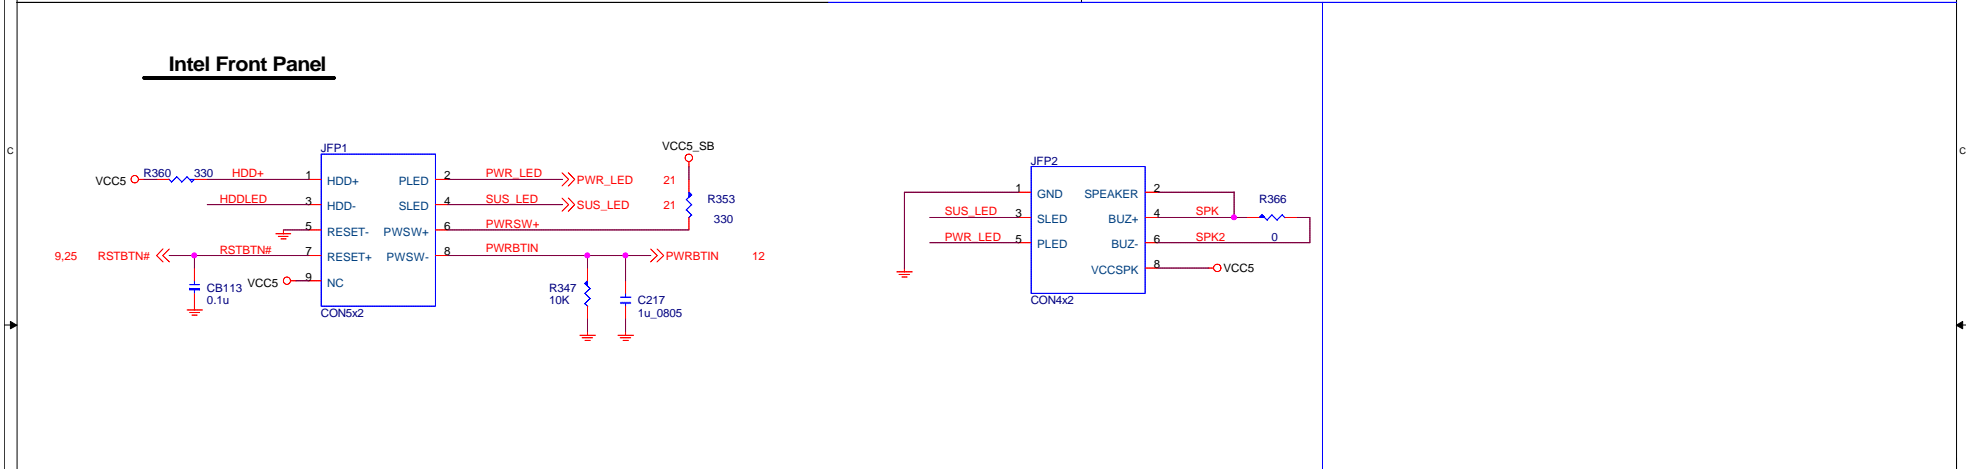 Intel Front Panel
C
C
JFP1
VCC5_SB
VCC5
R360
330
HDD+
1
HDD+
PLED
2
PWR_LED
PWR_LED
21
HDDLED
3
HDD-
SLED
4
SUS_LED
SUS_LED
21
R353
330
5
RESET-
PWSW+
6
PWRSW+
9,25
RSTBTN#
RSTBTN#
7
RESET+
PWSW-
8
PWRBTIN
PWRBTIN
12
VCC5
9
NC
CB113
0.1u
CON5x2
R347
10K
C217
1u_0805
JFP2
1
GND
SPEAKER
2
R366
SUS_LED
3
SLED
BUZ+
4
SPK
PWR_LED
5
PLED
BUZ-
6
SPK2
0
VCCSPK
8
VCC5
CON4x2